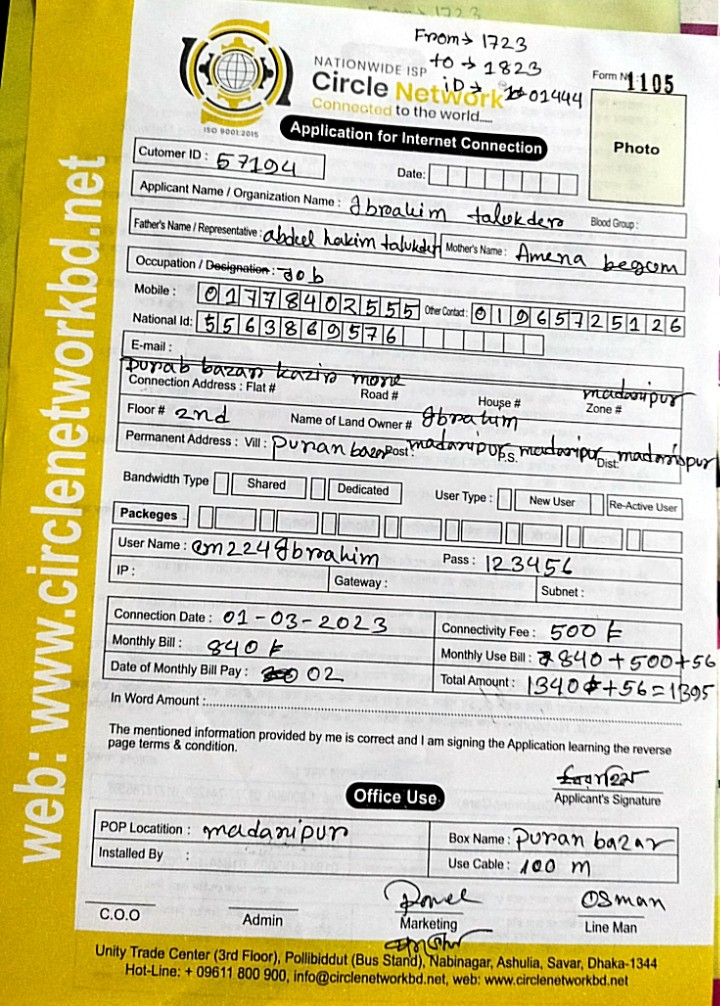 From → 1723
to → 1823
iD → 01444
NATIONWIDE ISP
Circle Network
Connected to the world....
ISO 9001:2015
Form № 1105
Photo
Application for Internet Connection
Cutomer ID : 57194
Date:
Applicant Name / Organization Name : Ibrahim talukder Blood Group :
Father's Name / Representative : abdul hakim talukder Mother's Name : Amena begom
Occupation / Designation : Job
Mobile : 01778402555 Other Contact : 01965725126
National Id: 5563869576
E-mail :
purab bazar kazir more madaripur
Connection Address : Flat # Road # House # Zone #
Floor # 2nd Name of Land Owner # Ibrahim
Permanent Address : Vill : puran bazar Post : madaripur P.S. madaripur Dist: madaripur
Bandwidth Type Shared Dedicated User Type : New User Re-Active User
Packeges :
User Name : cm224Ibrahim Pass : 123456
IP : Gateway : Subnet :
Connection Date : 01-03-2023 Connectivity Fee : 500 ৳
Monthly Bill : 840 ৳ Monthly Use Bill : 840+500+56
Date of Monthly Bill Pay : 02 Total Amount : 1340+56=1395
In Word Amount :
The mentioned information provided by me is correct and I am signing the Application learning the reverse
page terms & condition.
Applicant's Signature
Office Use
POP Locatition : madaripur Box Name : puran bazar
Installed By : Use Cable : 100 m
OSman
C.O.O Admin Marketing Line Man
Unity Trade Center (3rd Floor), Pollibiddut (Bus Stand), Nabinagar, Ashulia, Savar, Dhaka-1344
Hot-Line: + 09611 800 900, info@circlenetworkbd.net, web: www.circlenetworkbd.net
web: www.circlenetworkbd.net